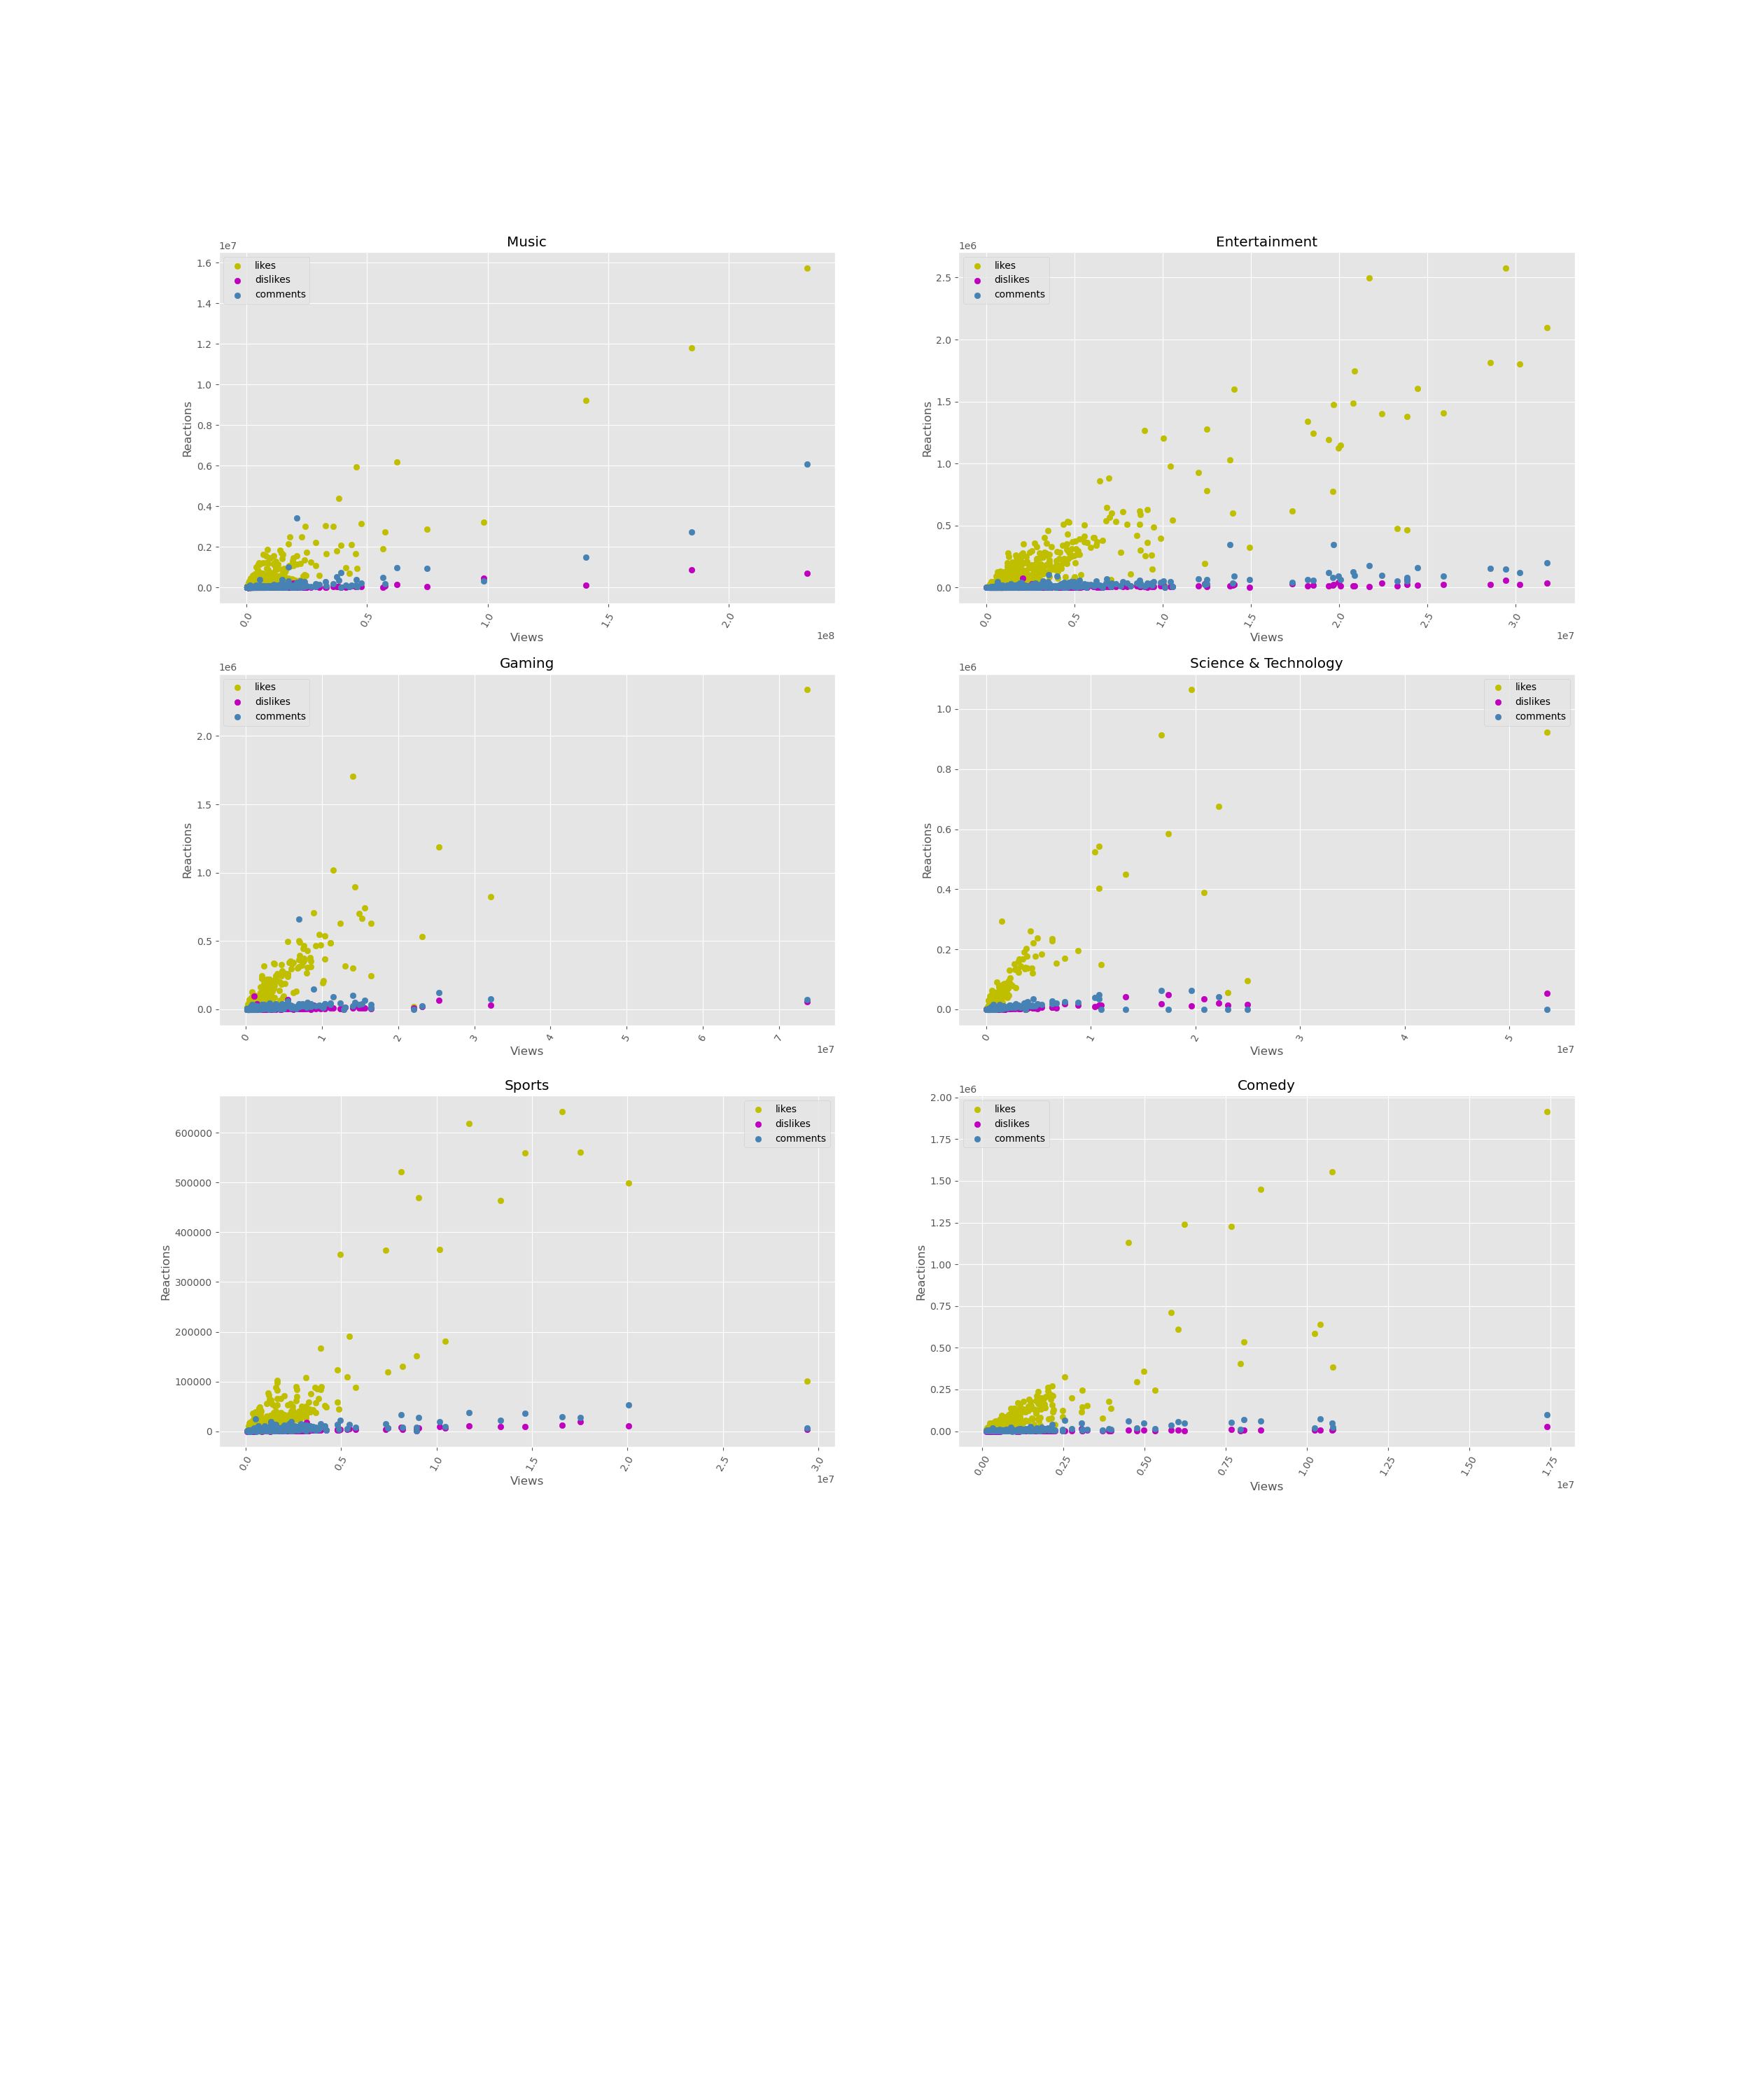 Music
1e7
likes
dislikes
comments
1.6
1.4
1.2
1.0
0.8
0.6
0.4
0.2
0.0
Reactions
0.0
0.5
1.0
1.5
2.0
Views
1e8
Entertainment
1e6
likes
dislikes
comments
2.5
2.0
1.5
1.0
0.5
0.0
Reactions
0.0
0.5
1.0
1.5
2.0
2.5
3.0
Views
1e7
Gaming
1e6
likes
dislikes
comments
2.0
1.5
1.0
0.5
0.0
Reactions
0
1
2
3
4
5
6
7
Views
1e7
Science & Technology
1e6
likes
dislikes
comments
1.0
0.8
0.6
0.4
0.2
0.0
Reactions
0
1
2
3
4
5
Views
1e7
Sports
likes
dislikes
comments
600000
500000
400000
300000
200000
100000
0
Reactions
0.0
0.5
1.0
1.5
2.0
2.5
3.0
Views
1e7
Comedy
1e6
likes
dislikes
comments
2.00
1.75
1.50
1.25
1.00
0.75
0.50
0.25
0.00
Reactions
0.00
0.25
0.50
0.75
1.00
1.25
1.50
1.75
Views
1e7